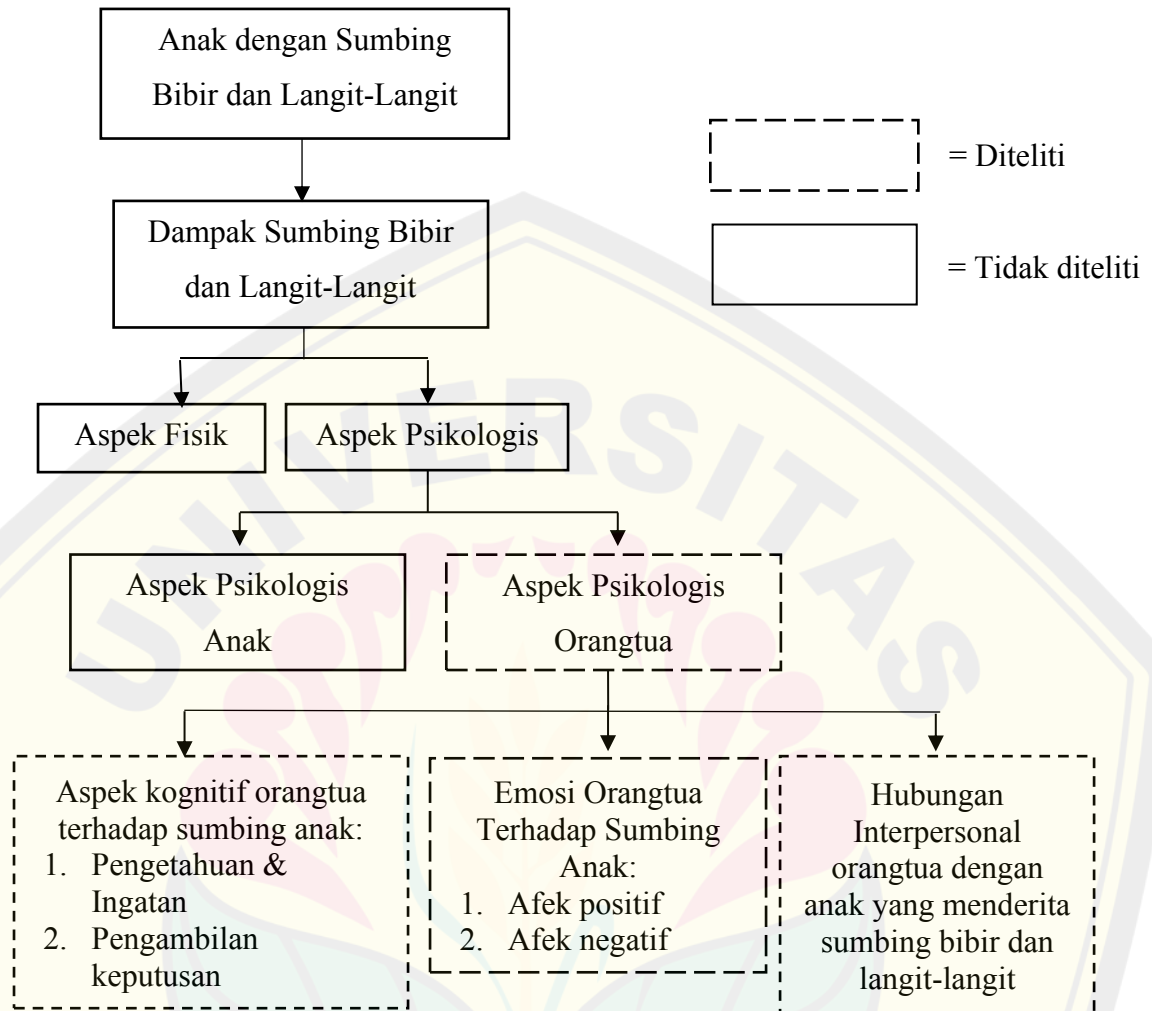 Anak dengan Sumbing
Bibir dan Langit-Langit
= Diteliti
Dampak Sumbing Bibir
dan Langit-Langit
= Tidak diteliti
Aspek Fisik
Aspek Psikologis
UNIVERSITAS
Aspek Psikologis
Anak
Aspek Psikologis
Orangtua
Aspek kognitif orangtua
terhadap sumbing anak:
1. Pengetahuan &
Ingatan
2. Pengambilan
keputusan
Emosi Orangtua
Terhadap Sumbing
Anak:
1. Afek positif
2. Afek negatif
Hubungan
Interpersonal
orangtua dengan
anak yang menderita
sumbing bibir dan
langit-langit